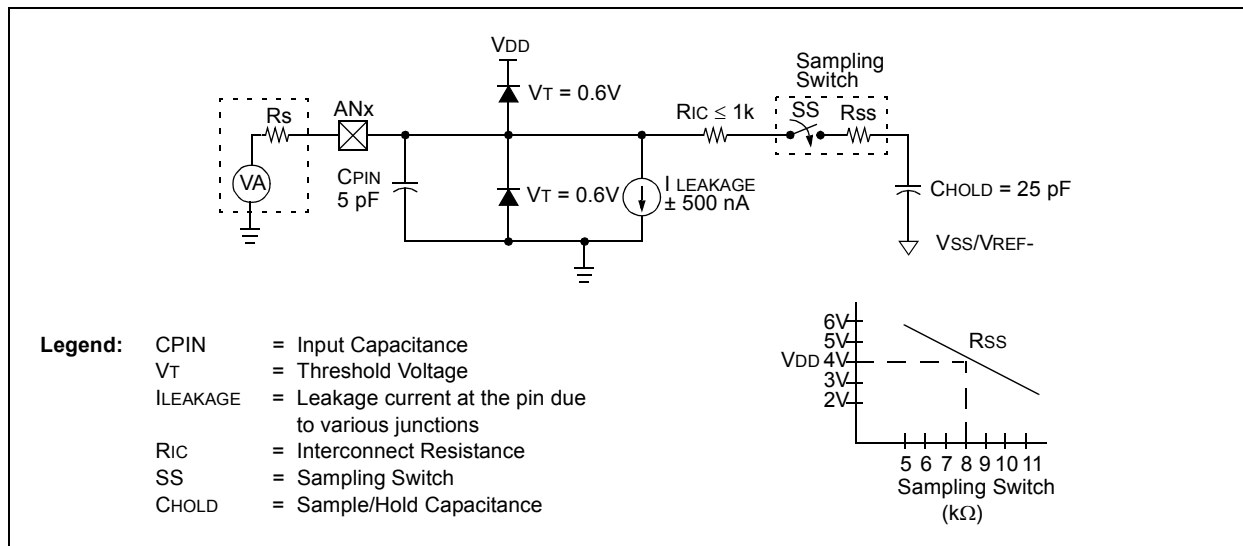 VDD
Sampling
Switch
VT = 0.6V
Rs
ANx
RIC ≤ 1k
SS
Rss
VA
CPIN
5 pF
VT = 0.6V
I LEAKAGE
± 500 nA
CHOLD = 25 pF
VSS/VREF-
Legend: CPIN = Input Capacitance
VT = Threshold Voltage
ILEAKAGE = Leakage current at the pin due
to various junctions
RIC = Interconnect Resistance
SS = Sampling Switch
CHOLD = Sample/Hold Capacitance
6V
5V
VDD 4V
3V
2V
RSS
5 6 7 8 9 10 11
Sampling Switch
(kΩ)